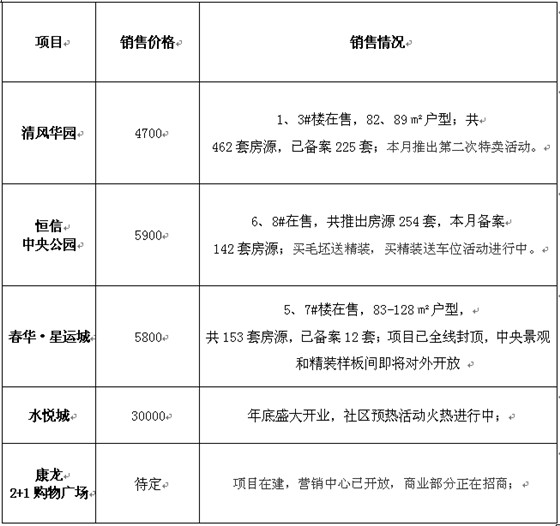 项目 销售价格 销售情况
清风华园 4700 1、3#楼在售，82、89㎡户型；共
462套房源，已备案225套；本月推出第二次特卖活动。
恒信
中央公园 5900 6、8#在售，共推出房源254套，本月备案
142套房源；买毛坯送精装，买精装送车位活动进行中。
春华·星运城 5800 5、7#楼在售，83-128㎡户型，
共153套房源，已备案12套；项目已全线封顶，中央景观
和精装样板间即将对外开放
水悦城 30000 年底盛大开业，社区预热活动火热进行中；
康龙
2+1购物广场 待定 项目在建，营销中心已开放，商业部分正在招商；